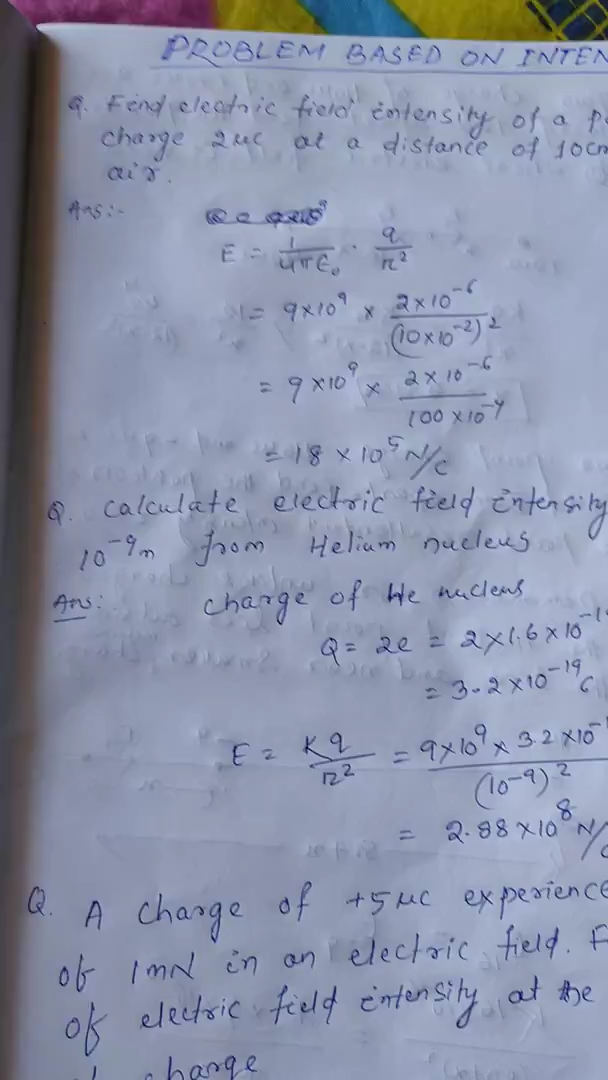 PROBLEM BASED ON INTEN
Q. Find electric field intensity of a
charge 2μc at a distance of 10cm
air.
Ans:-
E = 1/4πε₀ · q/r²
= 9×10⁹ × 2×10⁻⁶/(10×10⁻²)²
= 9×10⁹ × 2×10⁻⁶/100×10⁻⁴
= 18×10⁵ N/c
Q. Calculate electric field intensity
10⁻⁹m from Helium nucleus
Ans: charge of He nucleus
Q = 2e = 2×1.6×10⁻¹
= 3.2×10⁻¹⁹ c
E = Kq/r² = 9×10⁹×3.2×10⁻¹/(10⁻⁹)²
= 2.88×10⁸ N/c
Q. A charge of +5μc experience
of 1mN in an electric field. F
of electric field intensity at the
charge